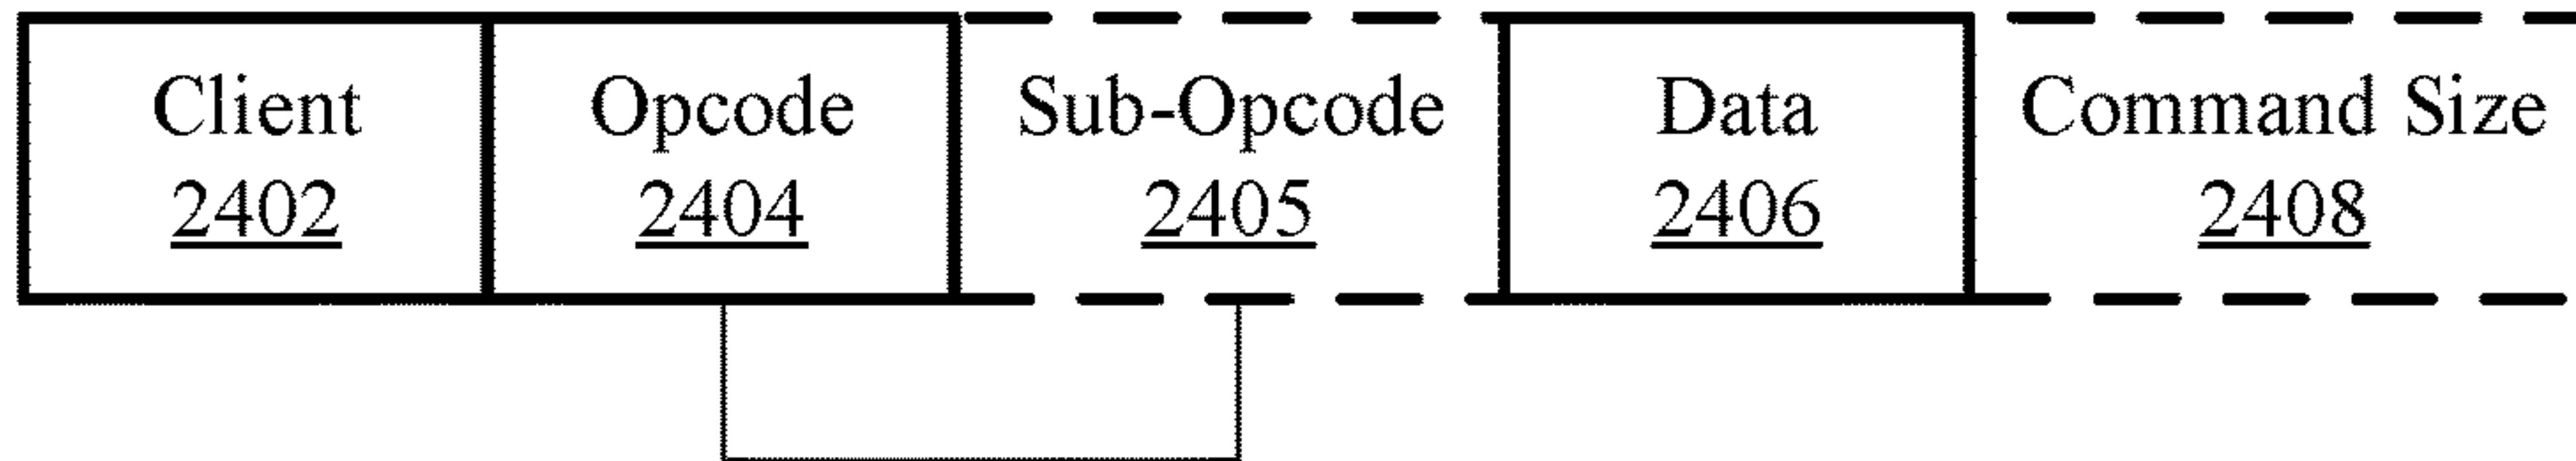 Client
2402
Opcode
2404
Sub-Opcode
2405
Data
2406
Command Size
2408